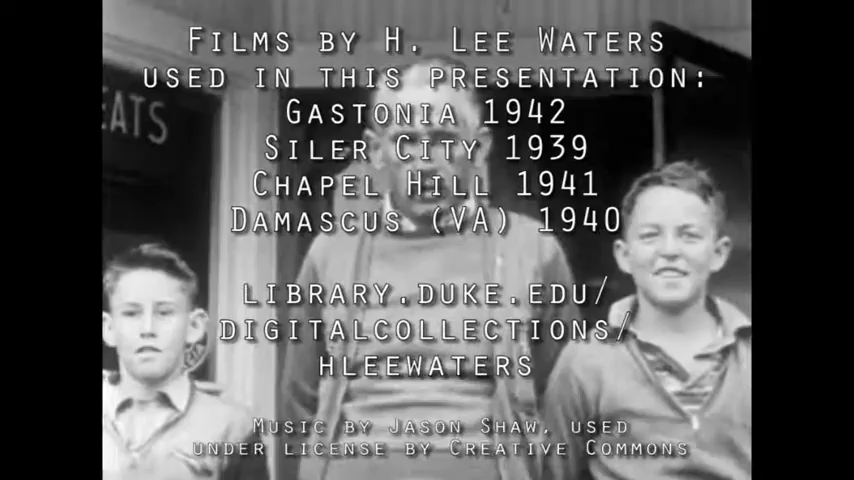 FILMS BY H. LEE WATERS
USED IN THIS PRESENTATION:
GASTONIA 1942
SILER CITY 1939
CHAPEL HILL 1941
DAMASCUS (VA) 1940
LIBRARY.DUKE.EDU/
DIGITALCOLLECTIONS/
HLEEWATERS
MUSIC BY JASON SHAW, USED
UNDER LICENSE BY CREATIVE COMMONS
EATS